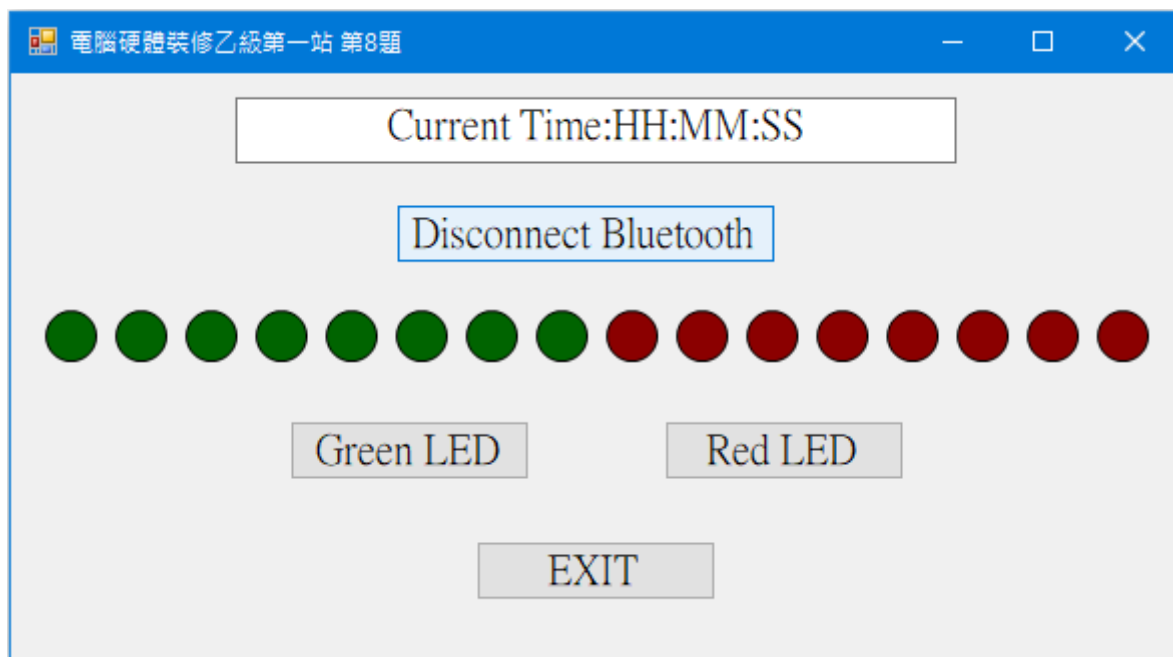 電腦硬體裝修乙級第一站 第8題
Current Time:HH:MM:SS
Disconnect Bluetooth
Green LED
Red LED
EXIT